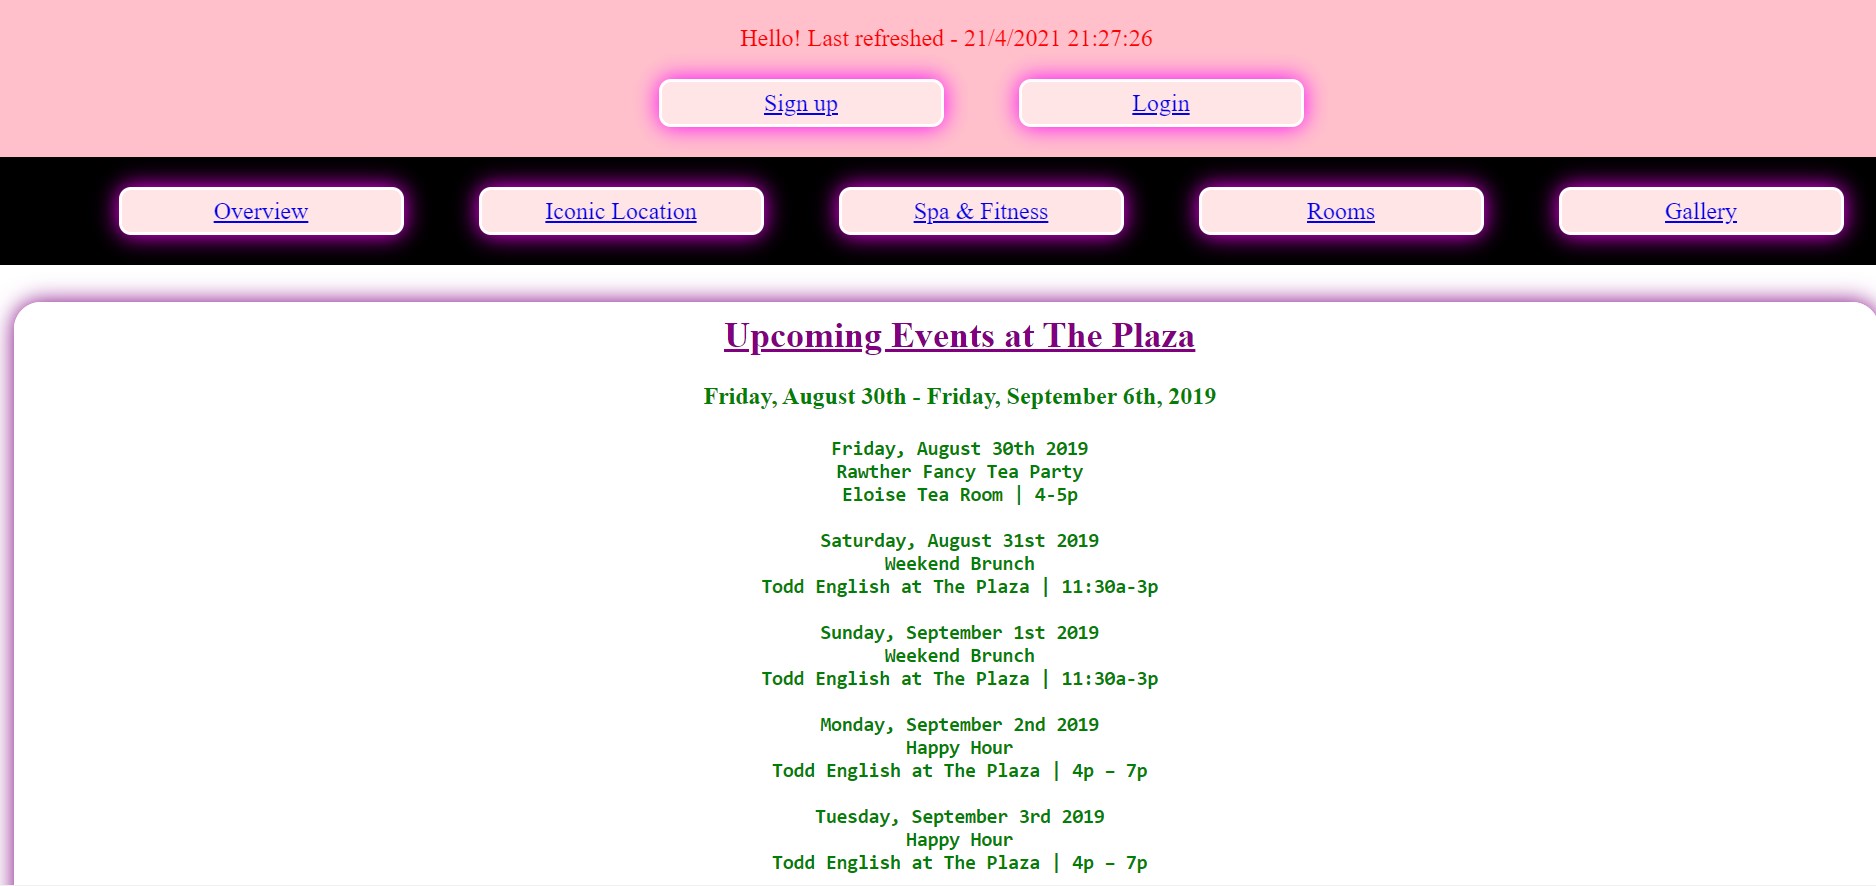 Hello! Last refreshed - 21/4/2021 21:27:26
Sign up
Login
Overview
Iconic Location
Spa & Fitness
Rooms
Gallery
Upcoming Events at The Plaza
Friday, August 30th - Friday, September 6th, 2019
Friday, August 30th 2019
Rawther Fancy Tea Party
Eloise Tea Room | 4-5p
Saturday, August 31st 2019
Weekend Brunch
Todd English at The Plaza | 11:30a-3p
Sunday, September 1st 2019
Weekend Brunch
Todd English at The Plaza | 11:30a-3p
Monday, September 2nd 2019
Happy Hour
Todd English at The Plaza | 4p – 7p
Tuesday, September 3rd 2019
Happy Hour
Todd English at The Plaza | 4p – 7p